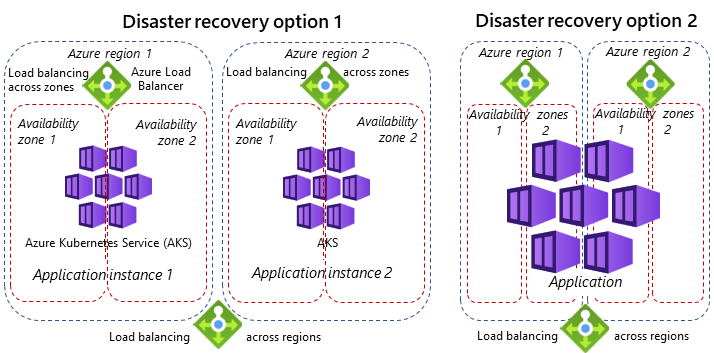 Disaster recovery option 1
Azure region 1
Load balancing
across zones
Azure Load
Balancer
Availability
zone 1
Availability
zone 2
Azure Kubernetes Service (AKS)
Application instance 1
Azure region 2
Load balancing across zones
Availability
zone 1
Availability
zone 2
AKS
Application instance 2
Load balancing across regions
Disaster recovery option 2
Azure region 1
Azure region 2
Availability zones
1 2
Availability zones
1 2
Application
Load balancing across regions